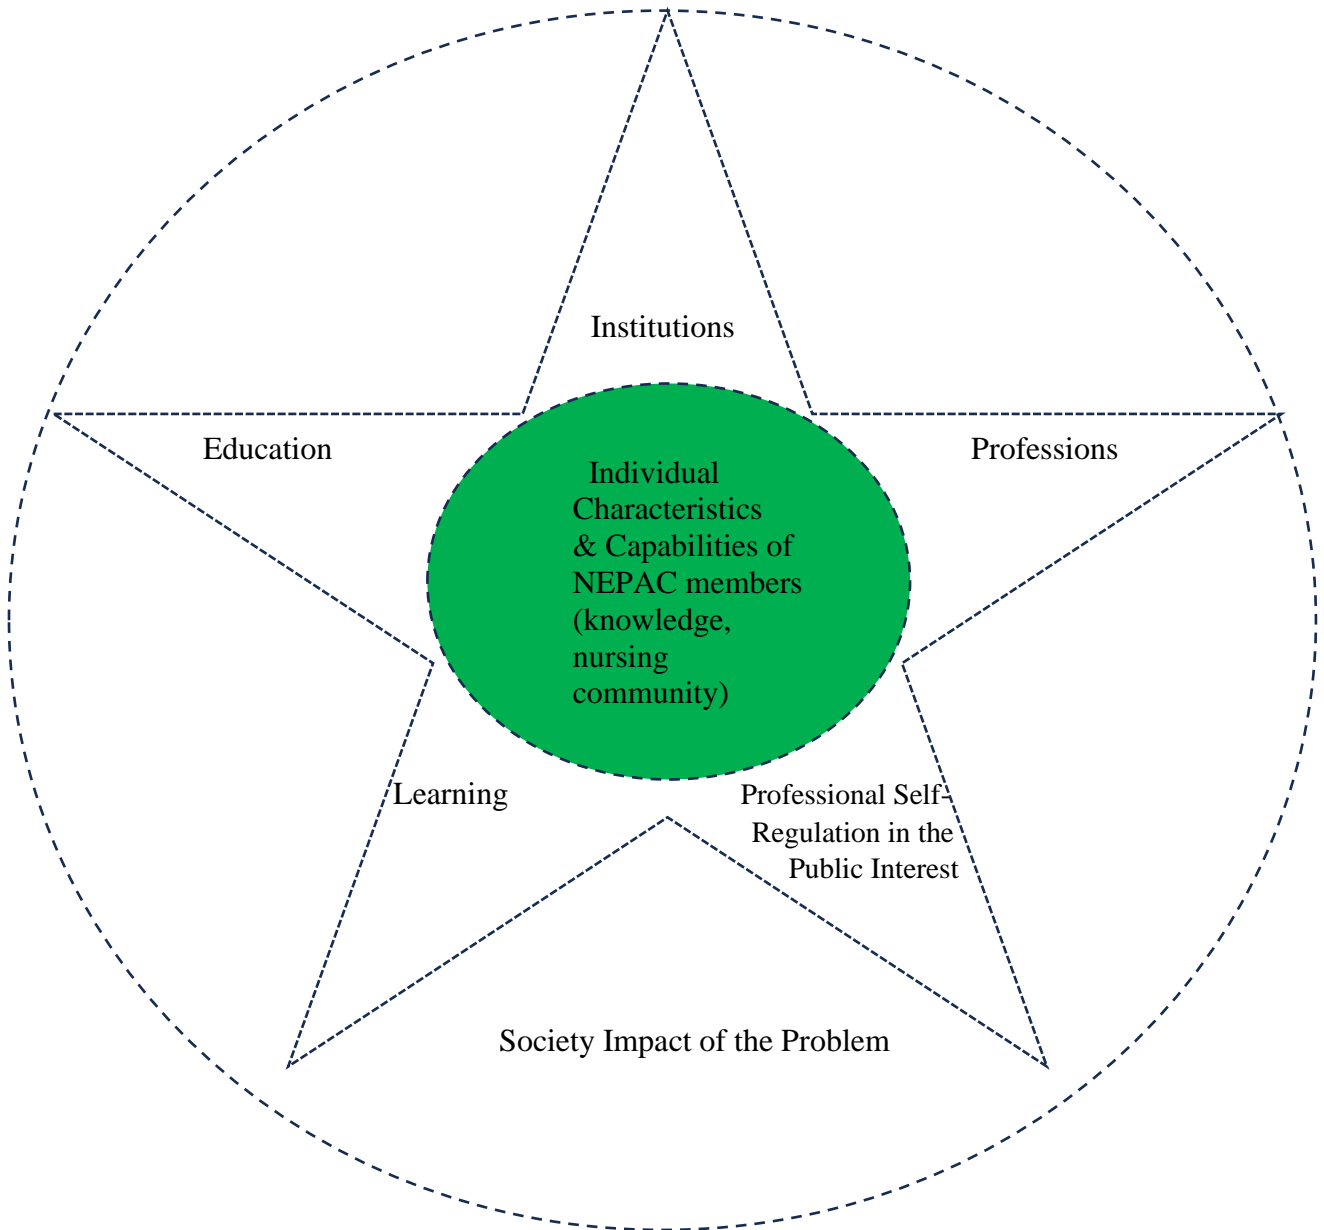 Institutions
Education
Professions
Individual
Characteristics
& Capabilities of
NEPAC members
(knowledge,
nursing
community)
Learning
Professional Self-
Regulation in the
Public Interest
Society Impact of the Problem